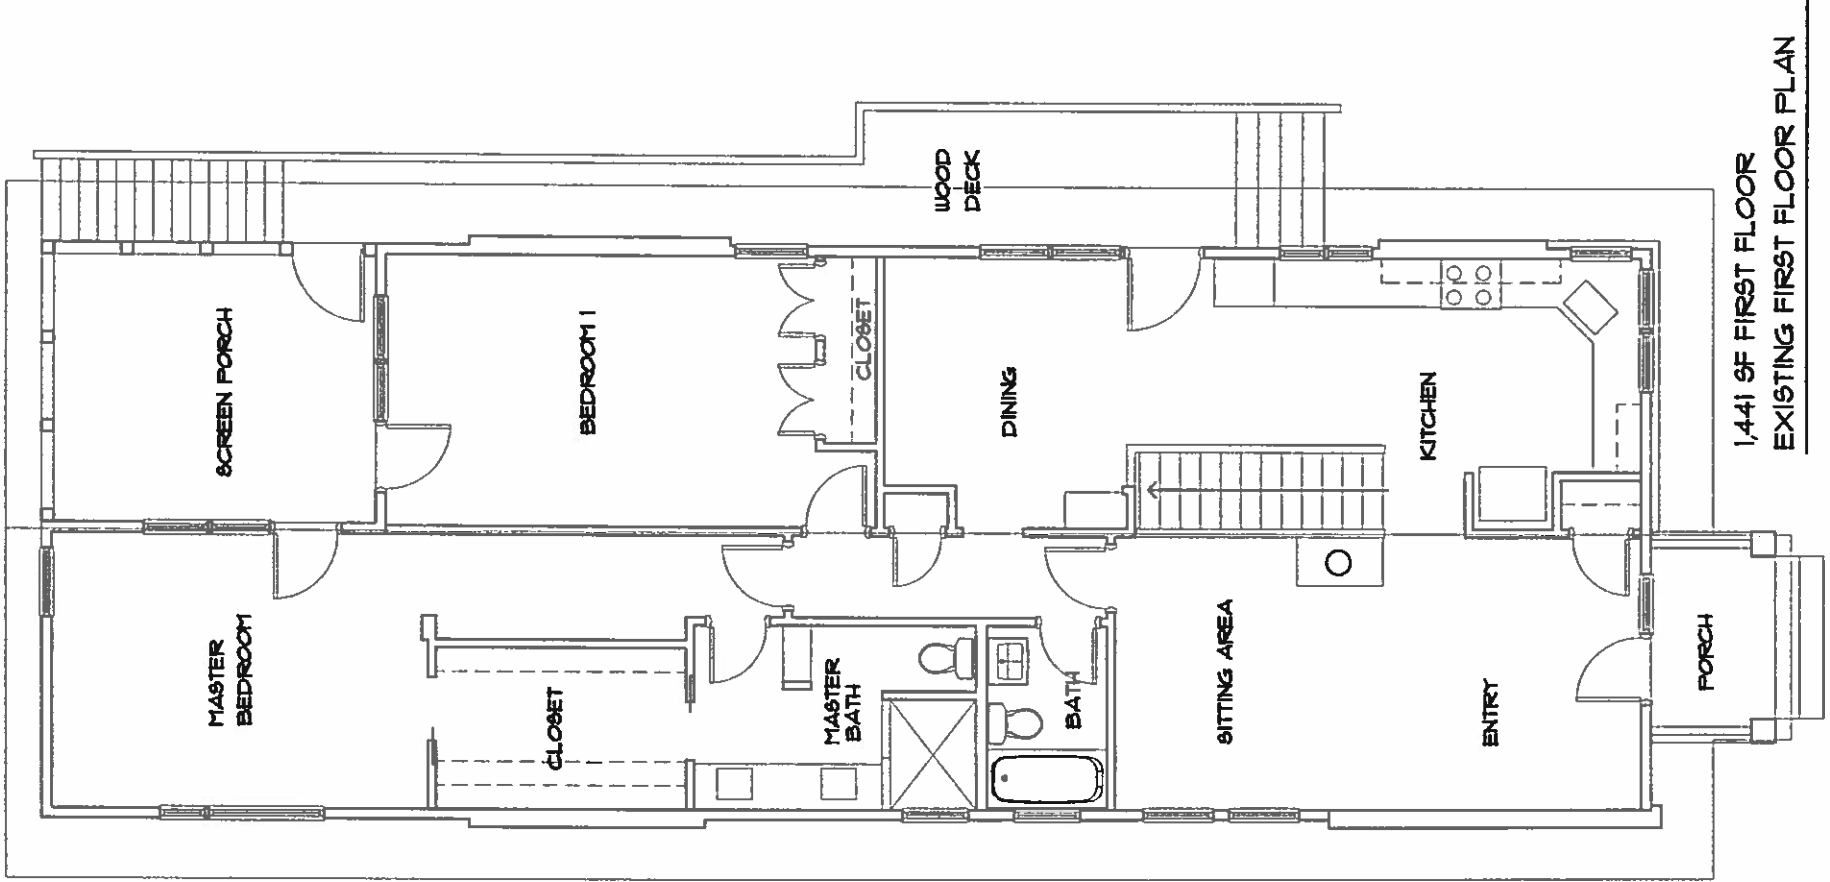 WOOD
DECK
SCREEN PORCH
BEDROOM 1
CLOSET
DINING
KITCHEN
MASTER
BEDROOM
CLOSET
MASTER
BATH
BATH
SITTING AREA
ENTRY
PORCH
1,441 SF FIRST FLOOR
EXISTING FIRST FLOOR PLAN